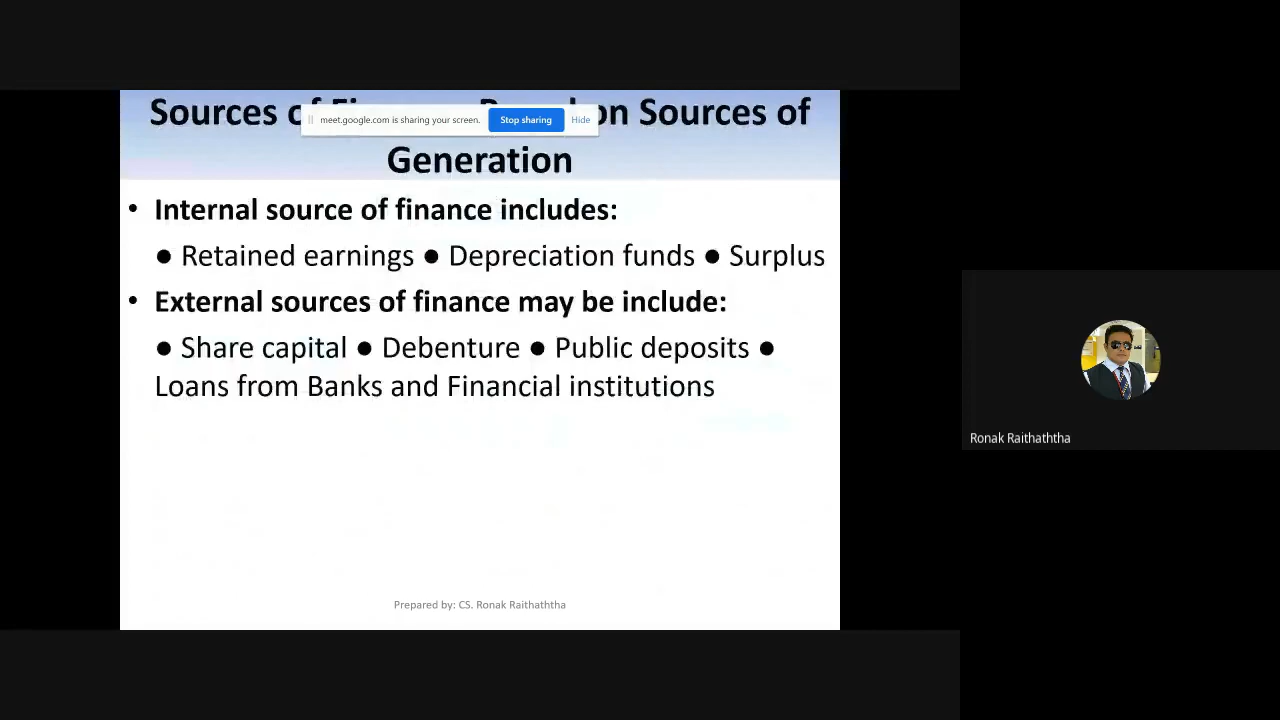 Sources of Finance Based on Sources of
meet.google.com is sharing your screen. Stop sharing Hide
Generation
• Internal source of finance includes:
● Retained earnings ● Depreciation funds ● Surplus
• External sources of finance may be include:
● Share capital ● Debenture ● Public deposits ●
Loans from Banks and Financial institutions
Ronak Raithaththa
Prepared by: CS. Ronak Raithaththa